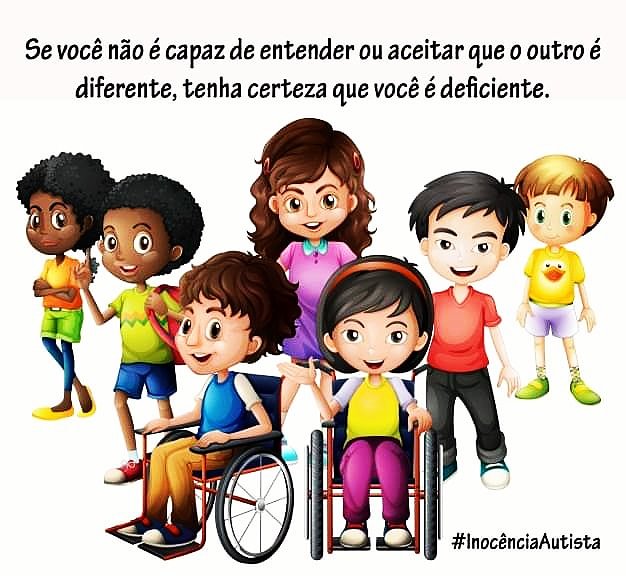 Se você não é capaz de entender ou aceitar que o outro é
diferente, tenha certeza que você é deficiente.
#InocênciaAutista